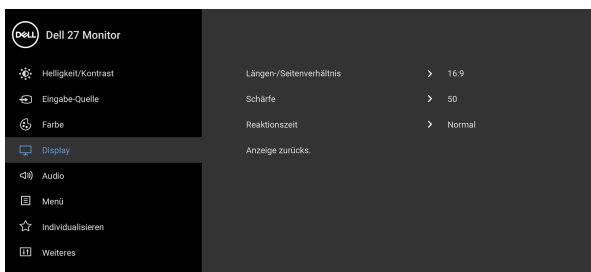 DELL Dell 27 Monitor
Helligkeit/Kontrast
Eingabe-Quelle
Farbe
Display
Audio
Menü
Individualisieren
Weiteres
Längen-/Seitenverhältnis > 16:9
Schärfe > 50
Reaktionszeit > Normal
Anzeige zurücks.